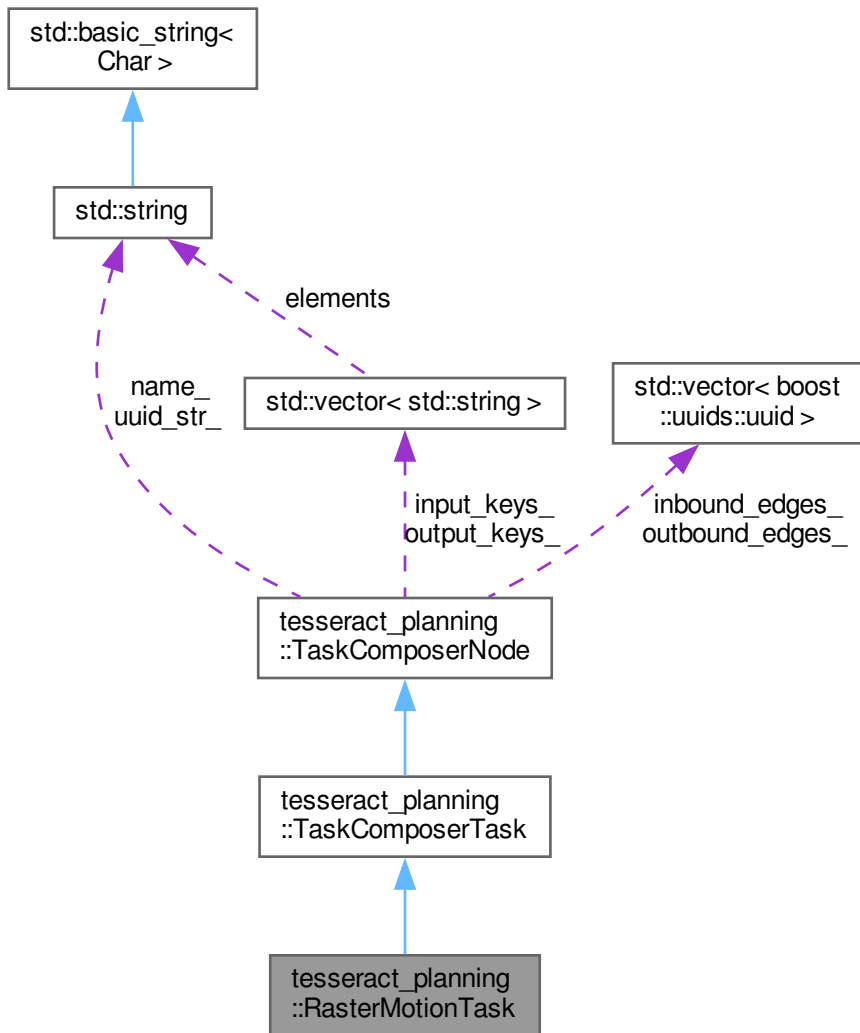 std::basic_string<
Char >
std::string
elements
name_
uuid_str_
std::vector< std::string >
std::vector< boost
::uuids::uuid >
input_keys_
output_keys_
inbound_edges_
outbound_edges_
tesseract_planning
::TaskComposerNode
tesseract_planning
::TaskComposerTask
tesseract_planning
::RasterMotionTask